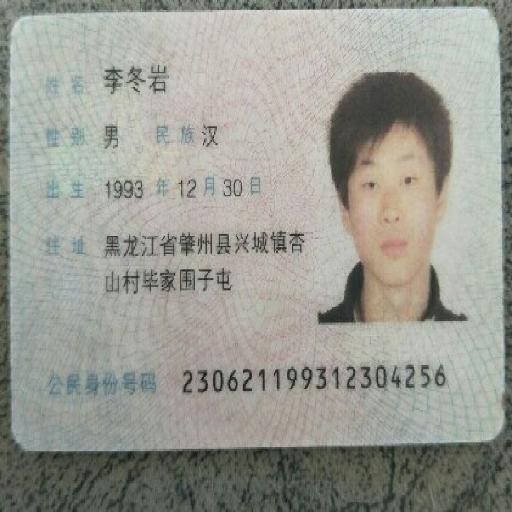 姓名 李冬岩
性别 男 民族 汉
出生 1993 年 12 月 30 日
住址 黑龙江省肇州县兴城镇杏
山村毕家围子屯
公民身份号码 230621199312304256